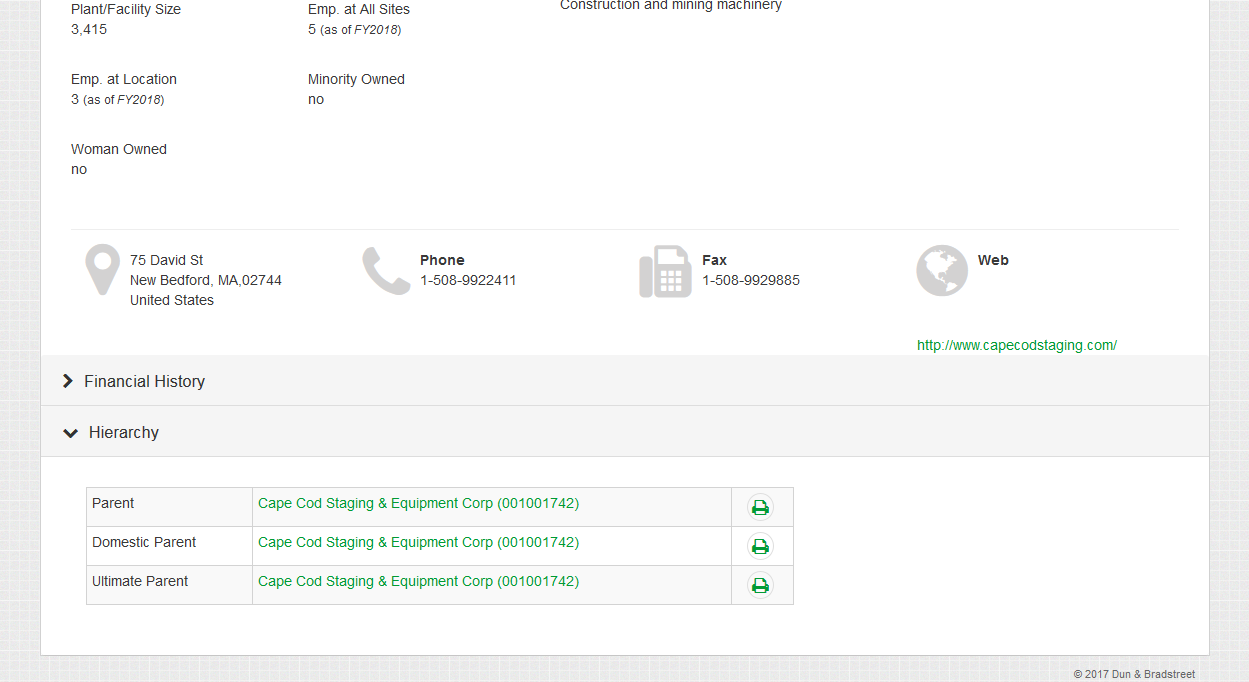 Plant/Facility Size
3,415
Emp. at All Sites
5 (as of FY2018)
Construction and mining machinery
Emp. at Location
3 (as of FY2018)
Minority Owned
no
Woman Owned
no
75 David St
New Bedford, MA,02744
United States
Phone
1-508-9922411
Fax
1-508-9929885
Web
http://www.capecodstaging.com/
Financial History
Hierarchy
Parent Cape Cod Staging & Equipment Corp (001001742)
Domestic Parent Cape Cod Staging & Equipment Corp (001001742)
Ultimate Parent Cape Cod Staging & Equipment Corp (001001742)
© 2017 Dun & Bradstreet